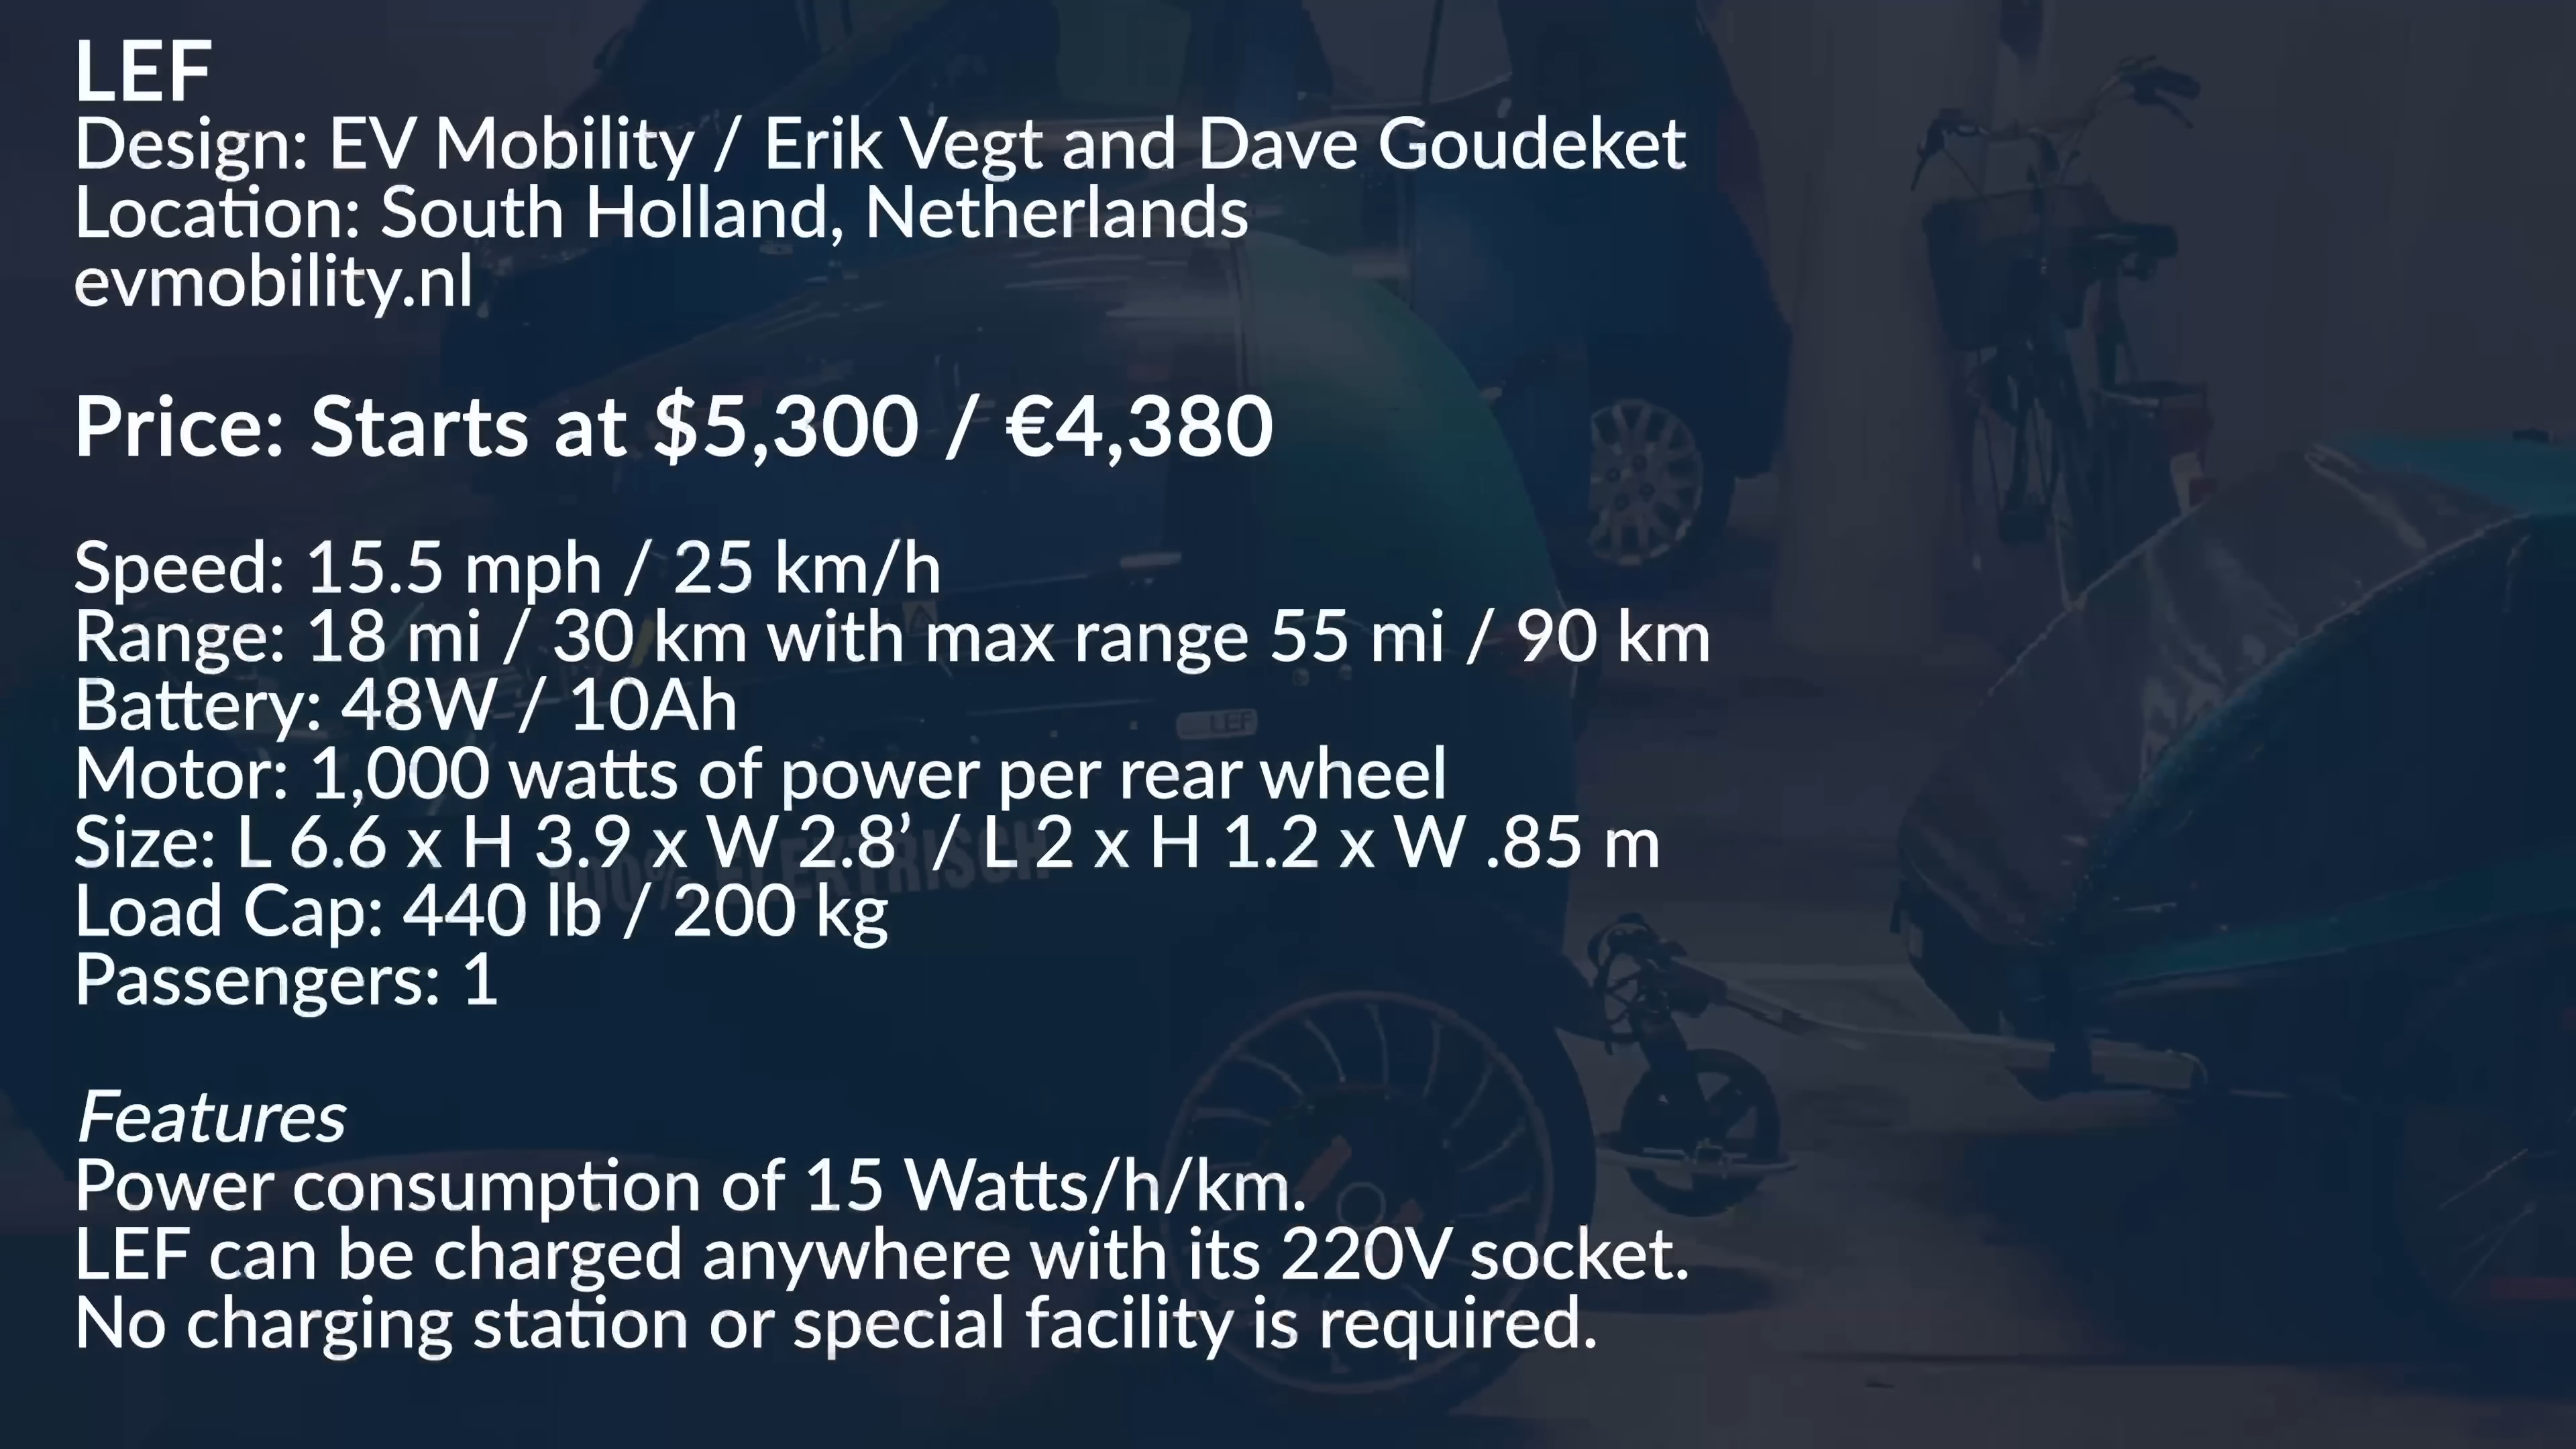 LEF
Design: EV Mobility / Erik Vegt and Dave Goudeket
Location: South Holland, Netherlands
evmobility.nl
Price: Starts at $5,300 / €4,380
Speed: 15.5 mph / 25 km/h
Range: 18 mi / 30 km with max range 55 mi / 90 km
Battery: 48W / 10Ah
LEF
Motor: 1,000 watts of power per rear wheel
Size: L 6.6 x H 3.9 x W 2.8’ / L 2 x H 1.2 x W .85 m
100% ELEKTRISCH
Load Cap: 440 lb / 200 kg
Passengers: 1
Features
Power consumption of 15 Watts/h/km.
LEF can be charged anywhere with its 220V socket.
No charging station or special facility is required.